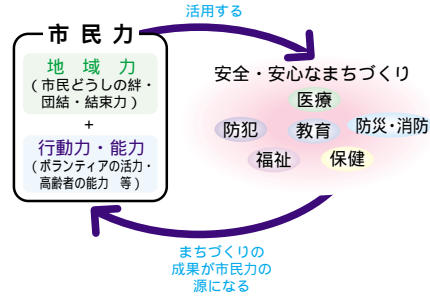 活用する
市民力
地域力
(市民どうしの絆・
団結・結束力)
+
行動力・能力
(ボランティアの活力・
高齢者の能力 等)
安全・安心なまちづくり
医療
防犯
教育
防災・消防
福祉
保健
まちづくりの
成果が市民力の
源になる